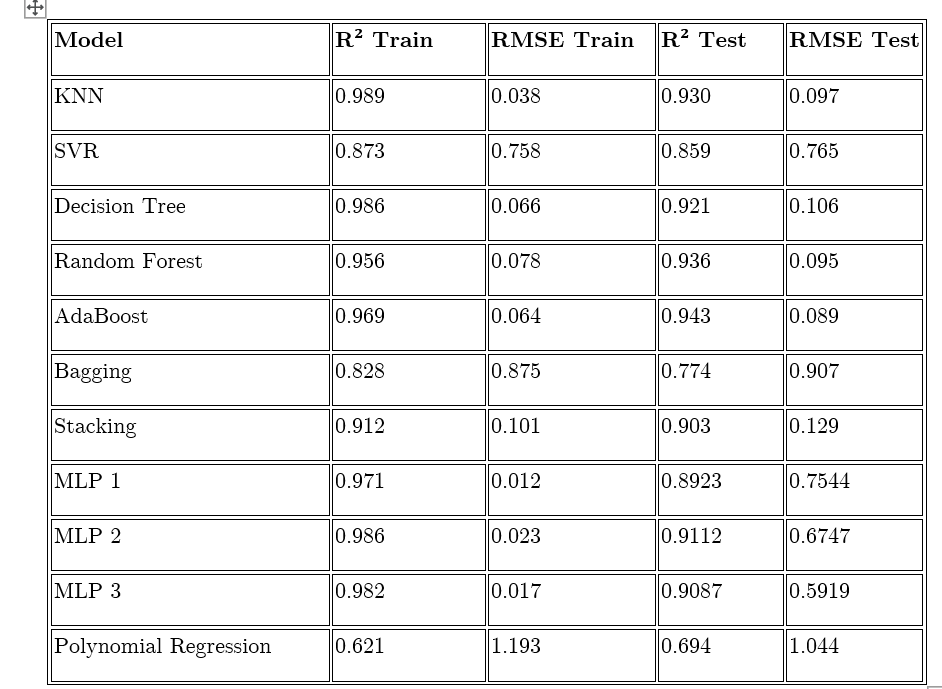 Model R² Train RMSE Train R² Test RMSE Test
KNN 0.989 0.038 0.930 0.097
SVR 0.873 0.758 0.859 0.765
Decision Tree 0.986 0.066 0.921 0.106
Random Forest 0.956 0.078 0.936 0.095
AdaBoost 0.969 0.064 0.943 0.089
Bagging 0.828 0.875 0.774 0.907
Stacking 0.912 0.101 0.903 0.129
MLP 1 0.971 0.012 0.8923 0.7544
MLP 2 0.986 0.023 0.9112 0.6747
MLP 3 0.982 0.017 0.9087 0.5919
Polynomial Regression 0.621 1.193 0.694 1.044